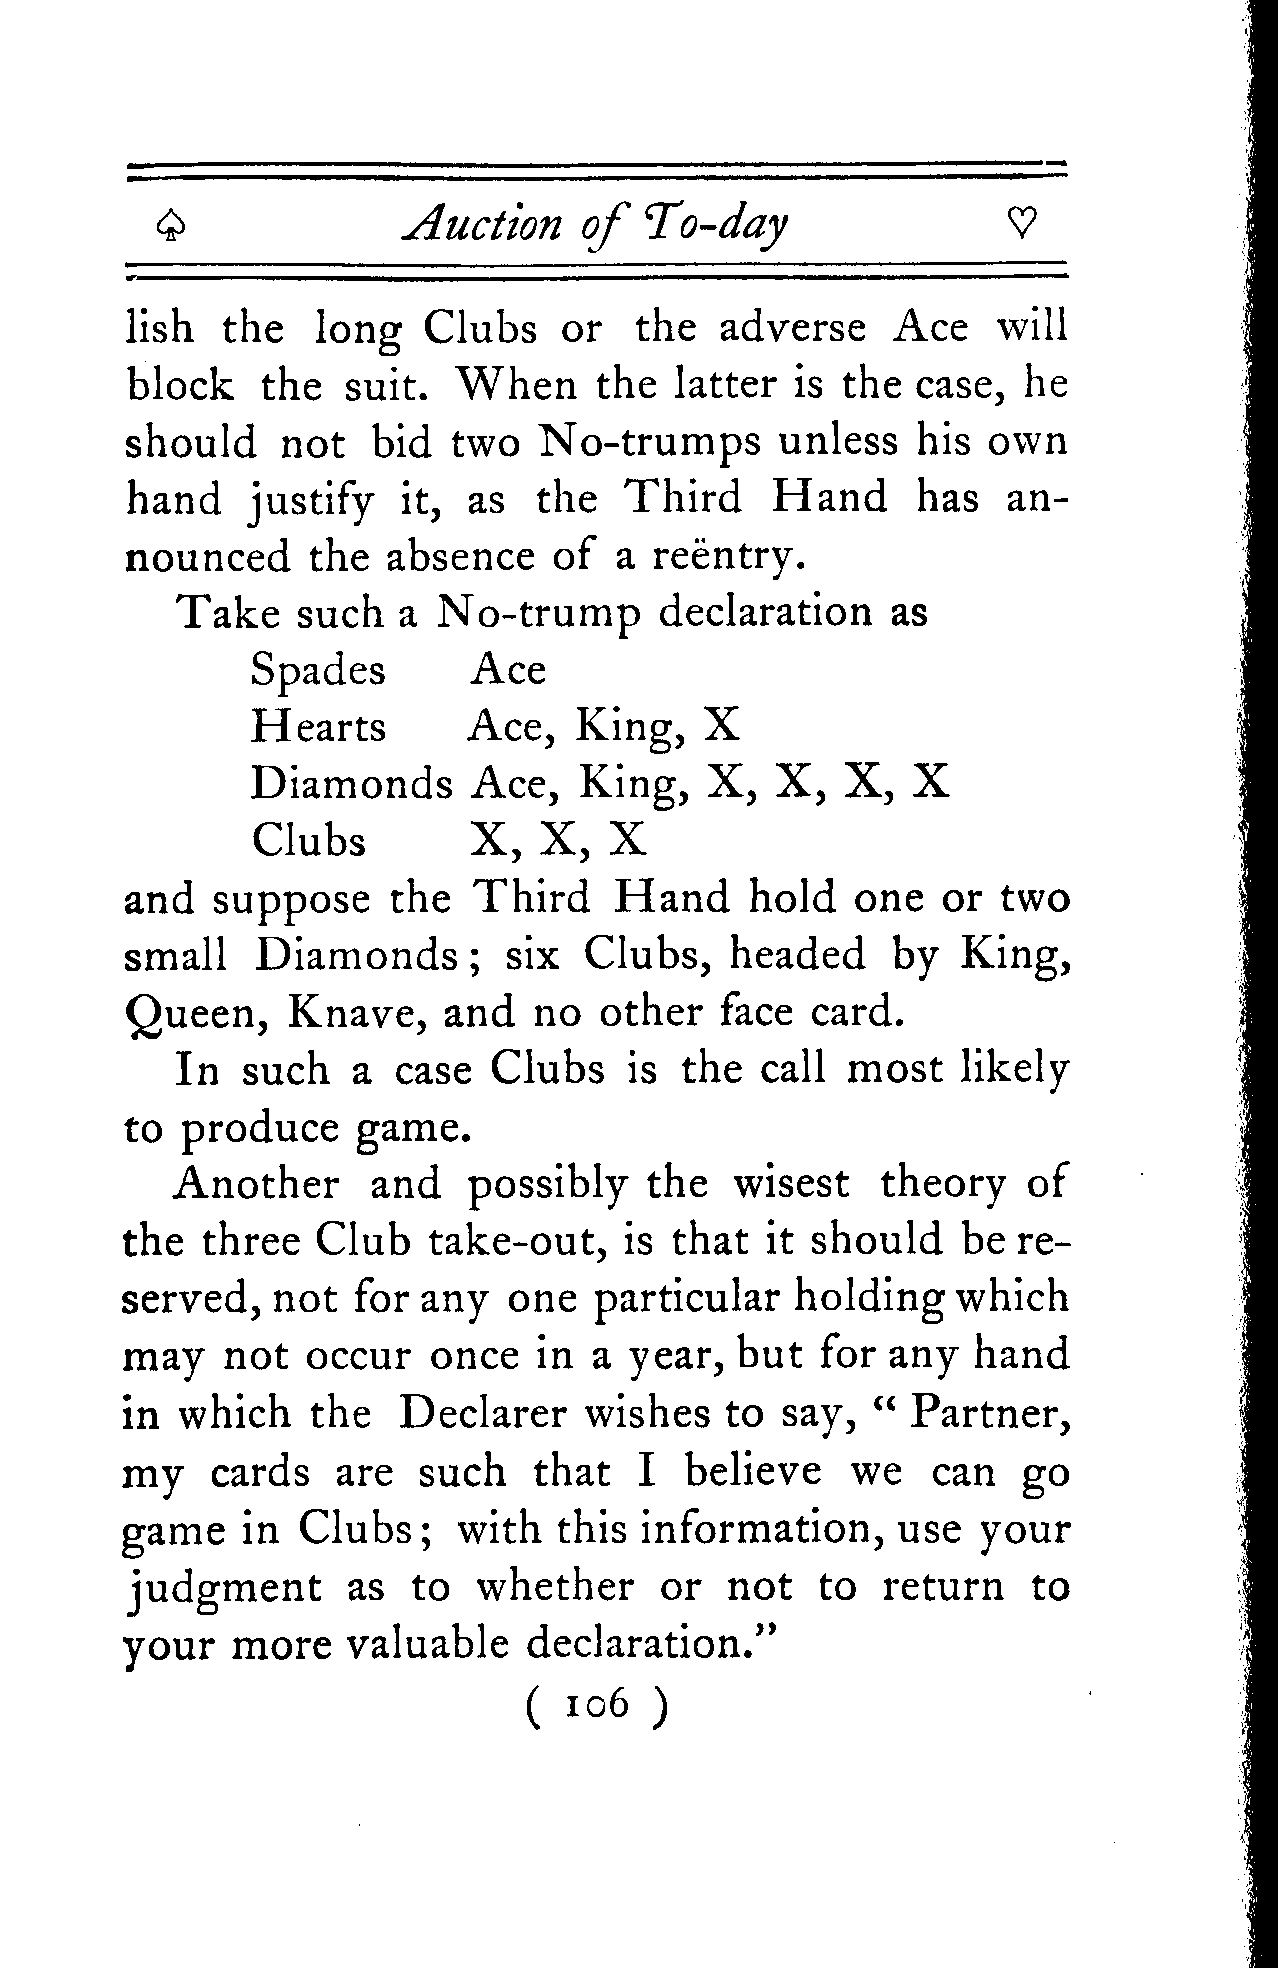 ♤ Auction of To-day ♡
lish the long Clubs or the adverse Ace will
block the suit. When the latter is the case, he
should not bid two No-trumps unless his own
hand justify it, as the Third Hand has an-
nounced the absence of a reëntry.
Take such a No-trump declaration as
Spades Ace
Hearts Ace, King, X
Diamonds Ace, King, X, X, X, X
Clubs X, X, X
and suppose the Third Hand hold one or two
small Diamonds; six Clubs, headed by King,
Queen, Knave, and no other face card.
In such a case Clubs is the call most likely
to produce game.
Another and possibly the wisest theory of
the three Club take-out, is that it should be re-
served, not for any one particular holding which
may not occur once in a year, but for any hand
in which the Declarer wishes to say, “ Partner,
my cards are such that I believe we can go
game in Clubs; with this information, use your
judgment as to whether or not to return to
your more valuable declaration.”
( 106 )